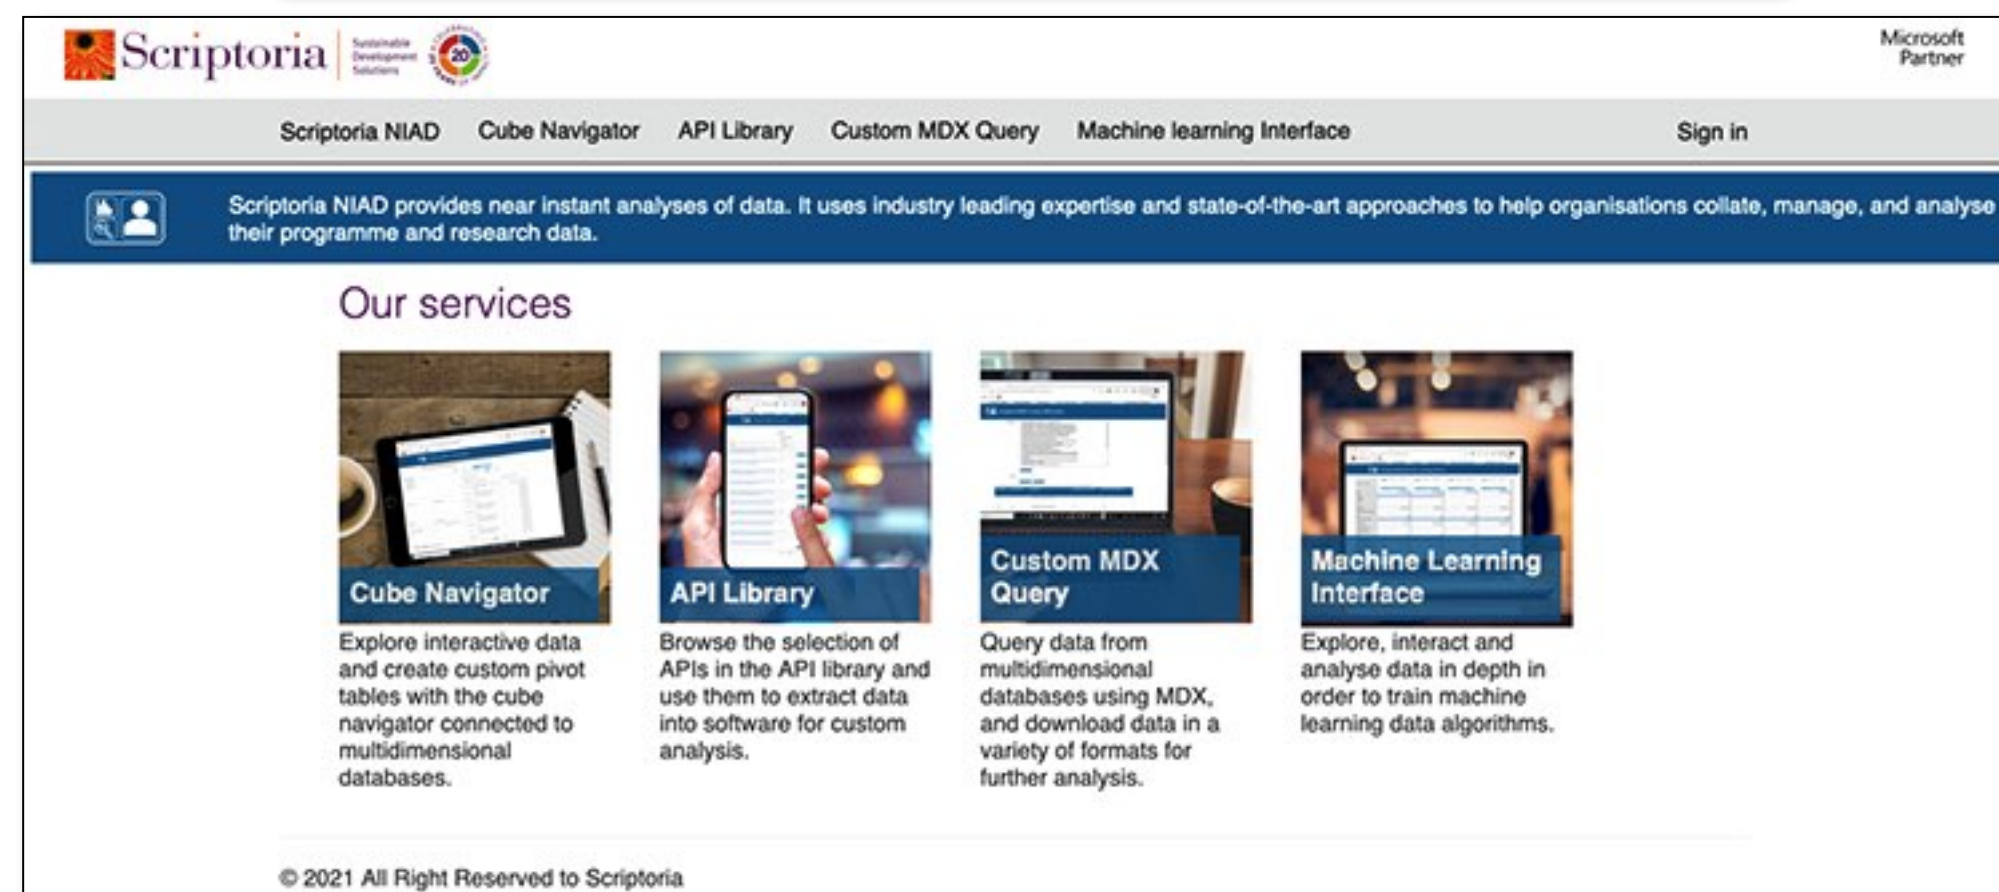 Scriptoria
Sustainable
Development
Solutions
20
Microsoft
Partner
Scriptoria NIAD Cube Navigator API Library Custom MDX Query Machine learning Interface Sign in
Scriptoria NIAD provides near instant analyses of data. It uses industry leading expertise and state-of-the-art approaches to help organisations collate, manage, and analyse
their programme and research data.
Our services
Cube Navigator
Explore interactive data
and create custom pivot
tables with the cube
navigator connected to
multidimensional
databases.
API Library
Browse the selection of
APIs in the API library and
use them to extract data
into software for custom
analysis.
Custom MDX
Query
Query data from
multidimensional
databases using MDX,
and download data in a
variety of formats for
further analysis.
Machine Learning
Interface
Explore, interact and
analyse data in depth in
order to train machine
learning data algorithms.
© 2021 All Right Reserved to Scriptoria